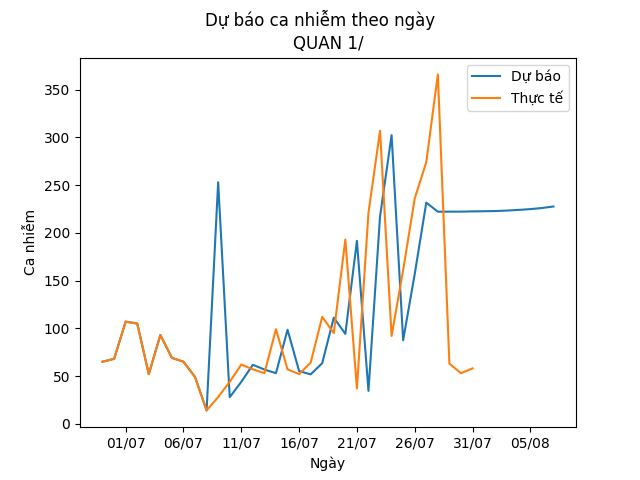 Dự báo ca nhiễm theo ngày
QUAN 1/
Dự báo
Thực tế
Ca nhiễm
350
300
250
200
150
100
50
0
01/07 06/07 11/07 16/07 21/07 26/07 31/07 05/08
Ngày